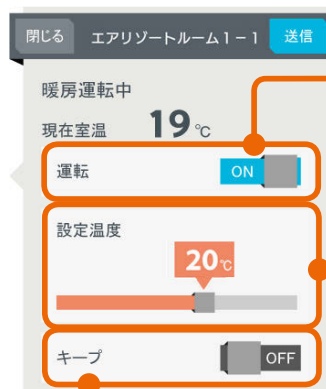 閉じる エアリゾートルーム1-1 送信
暖房運転中
現在室温 19℃
運転 ON
設定温度
20℃
キープ OFF